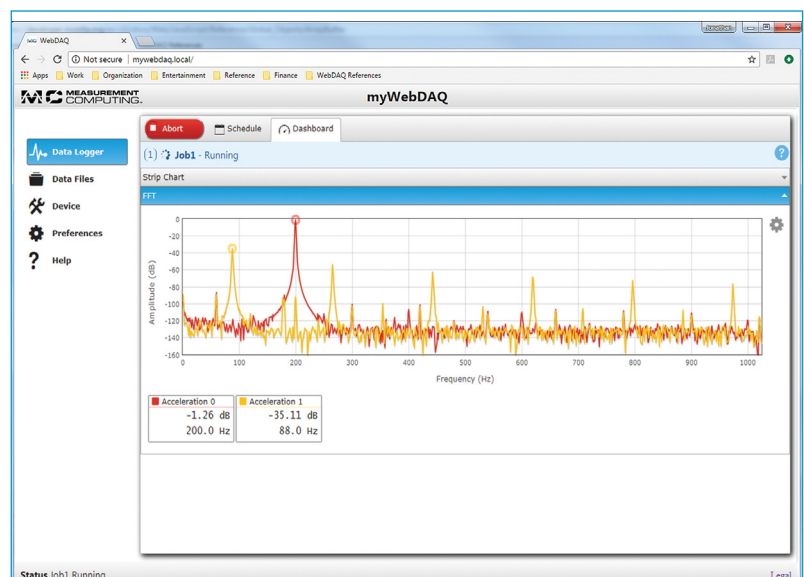 WebDAQ
Not secure | mywebdaq.local/
Apps Work Organization Entertainment Reference Finance WebDAQ References
MC MEASUREMENT COMPUTING.
myWebDAQ
Data Logger
Data Files
Device
Preferences
Help
Abort Schedule Dashboard
(1) Job1 - Running
Strip Chart
FFT
Amplitude (dB)
0
-20
-40
-60
-80
-100
-120
-140
-160
0 100 200 300 400 500 600 700 800 900 1000
Frequency (Hz)
Acceleration 0
-1.26 dB
200.0 Hz
Acceleration 1
-35.11 dB
88.0 Hz
Status Job1 Running
Legal